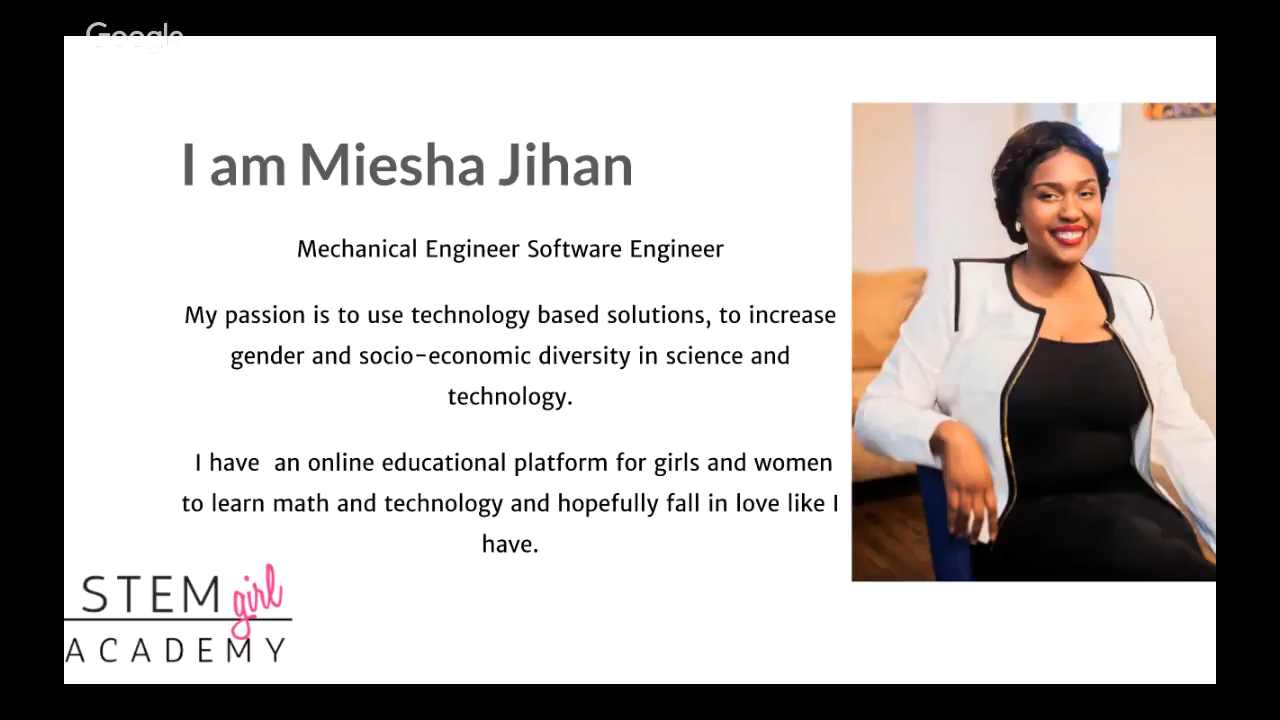 Google
I am Miesha Jihan
Mechanical Engineer Software Engineer
My passion is to use technology based solutions, to increase
gender and socio-economic diversity in science and
technology.
I have an online educational platform for girls and women
to learn math and technology and hopefully fall in love like I
have.
STEM girl
ACADEMY